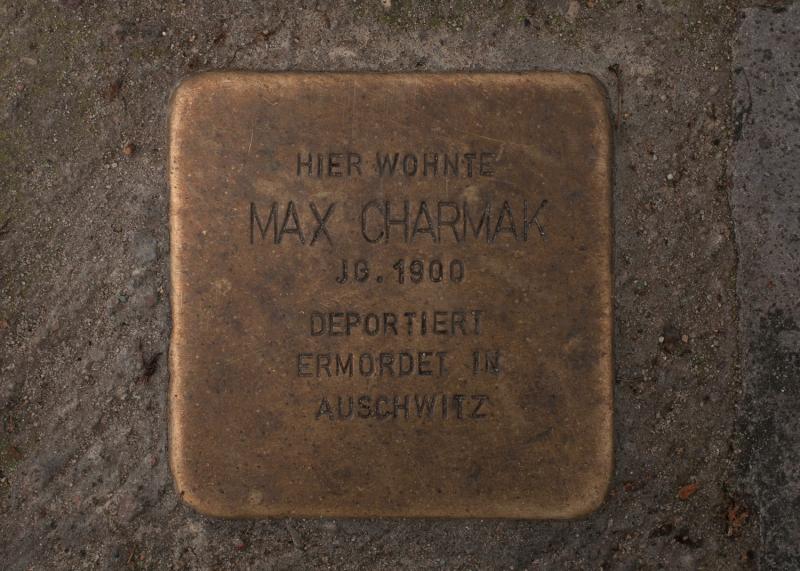 HIER WOHNTE
MAX CHARMAK
JG. 1900
DEPORTIERT
ERMORDET IN
AUSCHWITZ